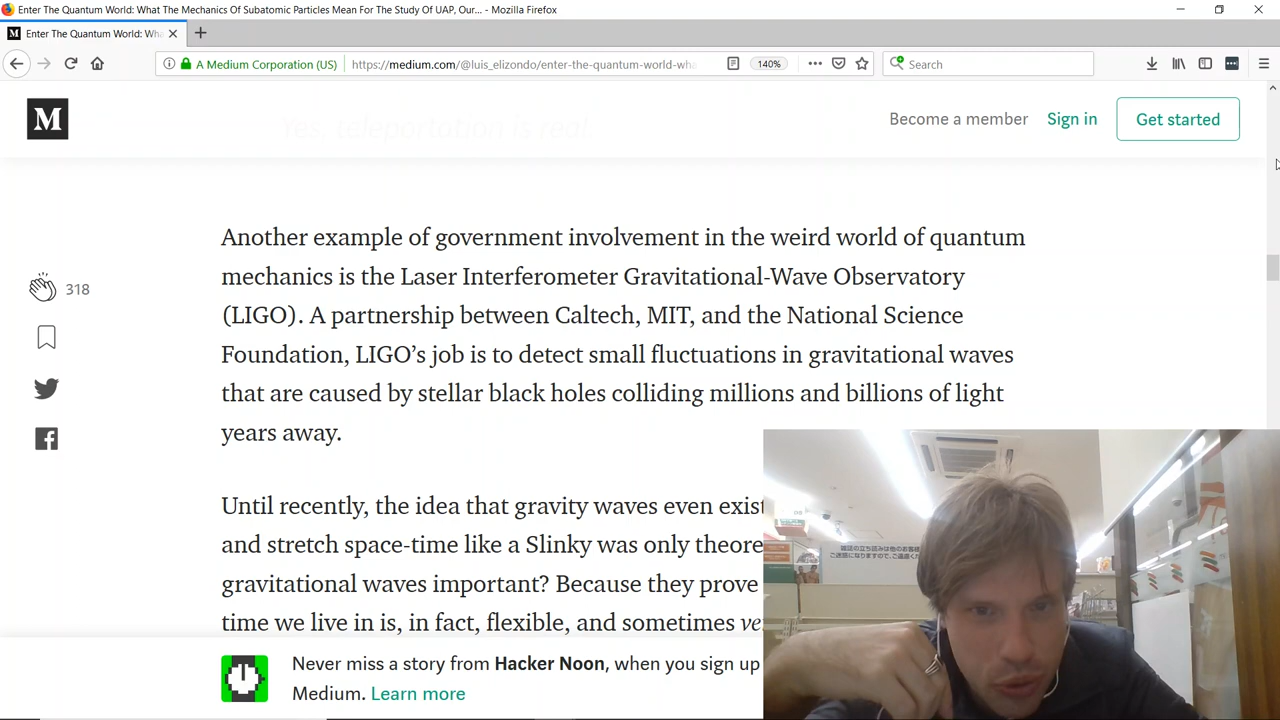 Enter The Quantum World: What The Mechanics Of Subatomic Particles Mean For The Study Of UAP, Our... - Mozilla Firefox
M Enter The Quantum World: Wha
A Medium Corporation (US) https://medium.com/@luis_elizondo/enter-the-quantum-world-wha 140% Search
M
Yes, teleportation is real.
Become a member Sign in Get started
Another example of government involvement in the weird world of quantum
mechanics is the Laser Interferometer Gravitational-Wave Observatory
(LIGO). A partnership between Caltech, MIT, and the National Science
Foundation, LIGO’s job is to detect small fluctuations in gravitational waves
that are caused by stellar black holes colliding millions and billions of light
years away.
318
Until recently, the idea that gravity waves even exist
and stretch space-time like a Slinky was only theore
gravitational waves important? Because they prove
time we live in is, in fact, flexible, and sometimes ve
Never miss a story from Hacker Noon, when you sign up
Medium. Learn more